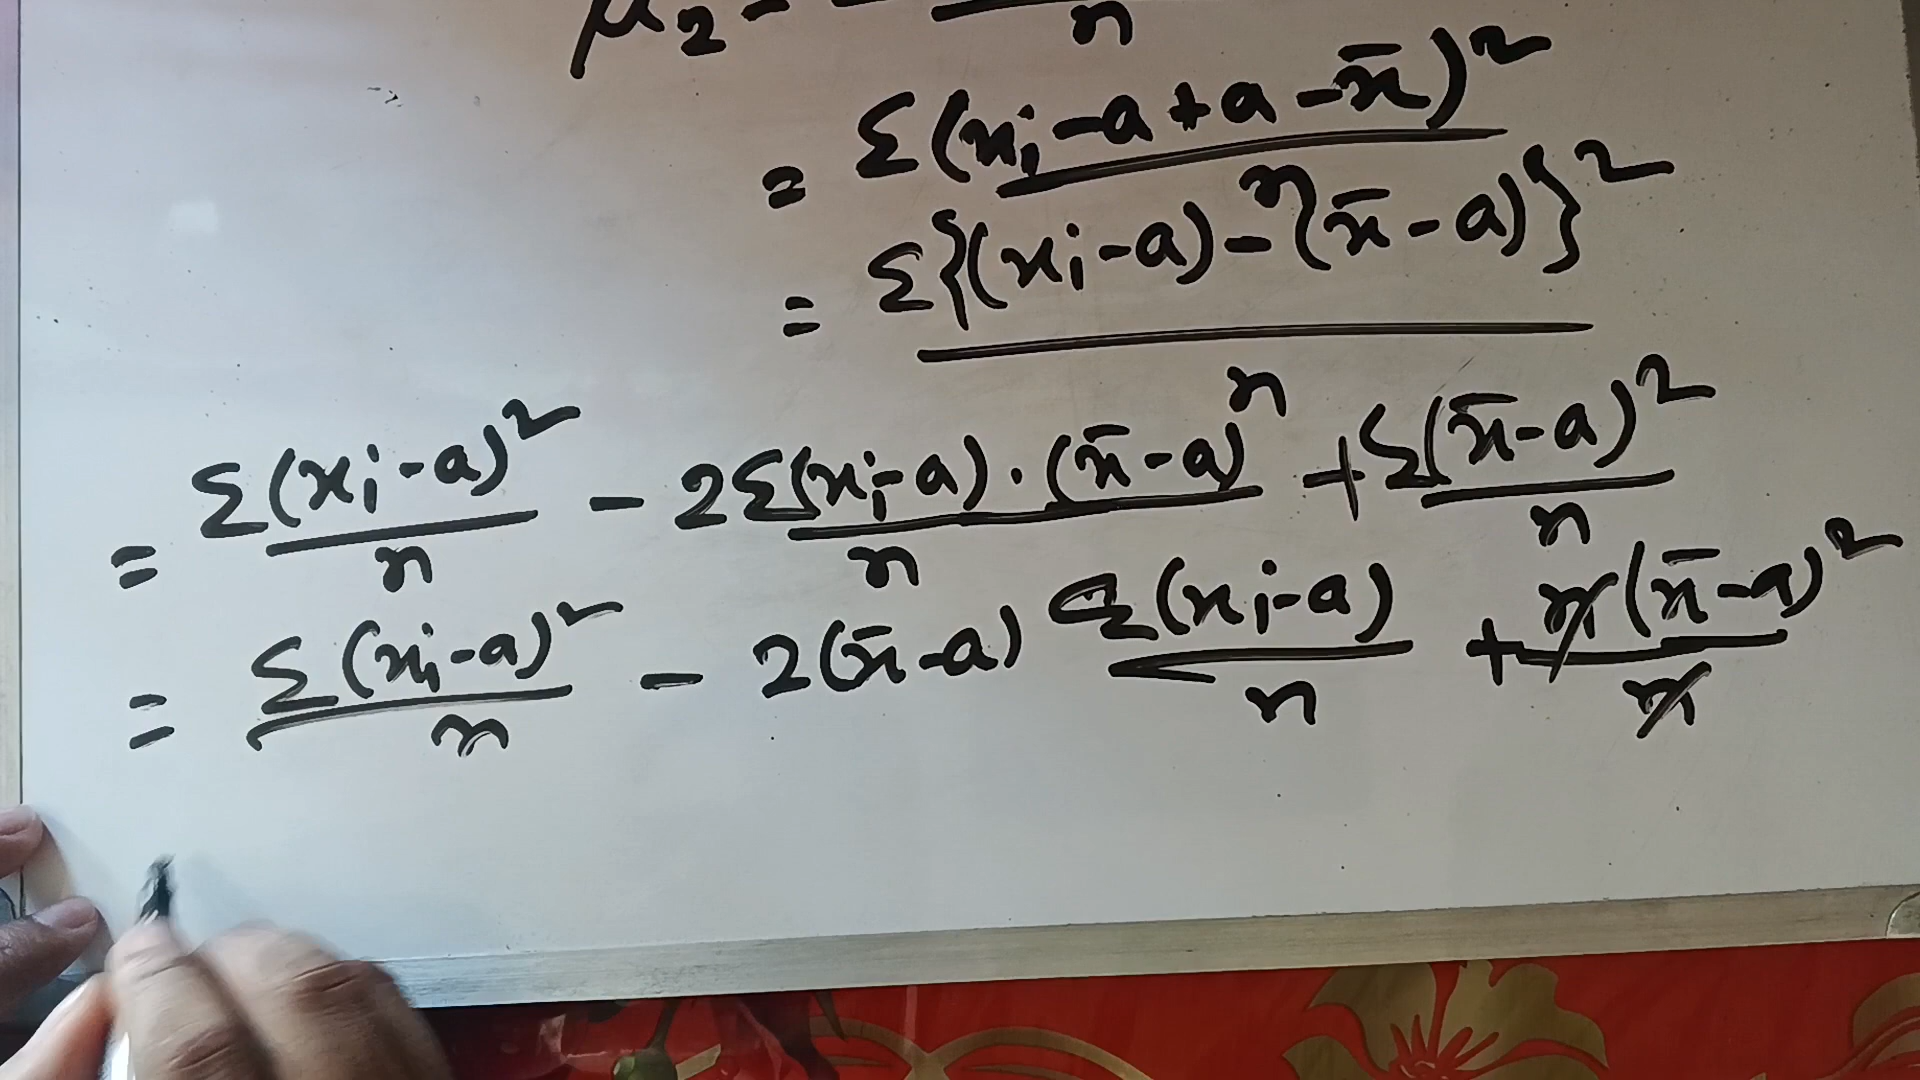 μ₂ = —/n
= Σ(xᵢ-a+a-x̄)²/n
= Σ{(xᵢ-a)-(x̄-a)}²/n
= Σ(xᵢ-a)²/n - 2Σ(xᵢ-a)·(x̄-a)/n + Σ(x̄-a)²/n
= Σ(xᵢ-a)²/n - 2(x̄-a) Σ(xᵢ-a)/n + n(x̄-a)²/n